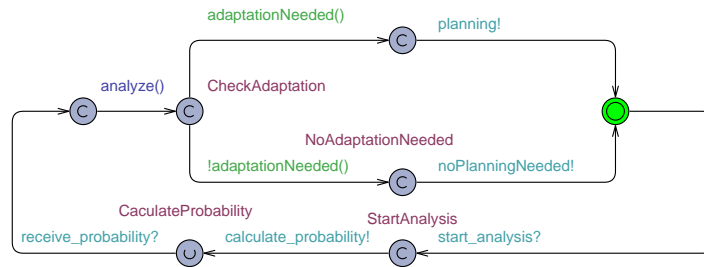 adaptationNeeded()
planning!
analyze()
C
C
C
CheckAdaptation
NoAdaptationNeeded
!adaptationNeeded()
noPlanningNeeded!
C
CaculateProbability
StartAnalysis
receive_probability?
calculate_probability!
start_analysis?
U
C